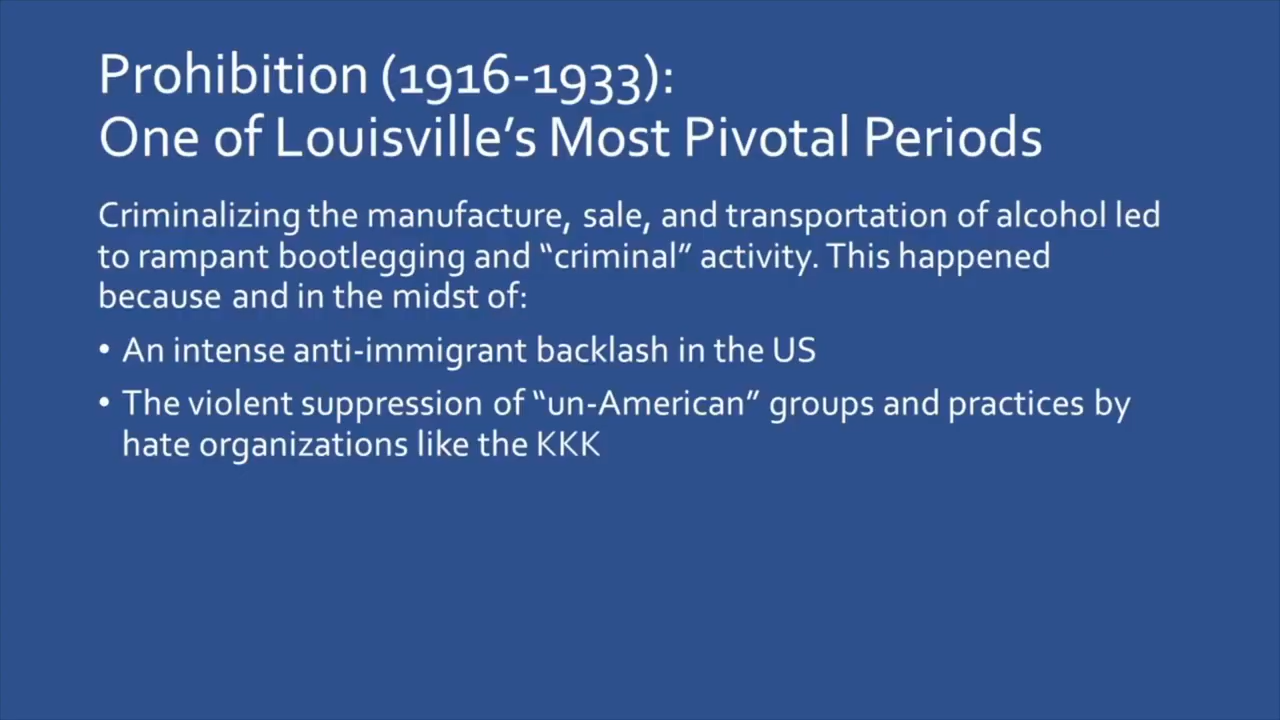 Prohibition (1916-1933):
One of Louisville’s Most Pivotal Periods
Criminalizing the manufacture, sale, and transportation of alcohol led
to rampant bootlegging and “criminal” activity. This happened
because and in the midst of:
• An intense anti-immigrant backlash in the US
• The violent suppression of “un-American” groups and practices by
hate organizations like the KKK